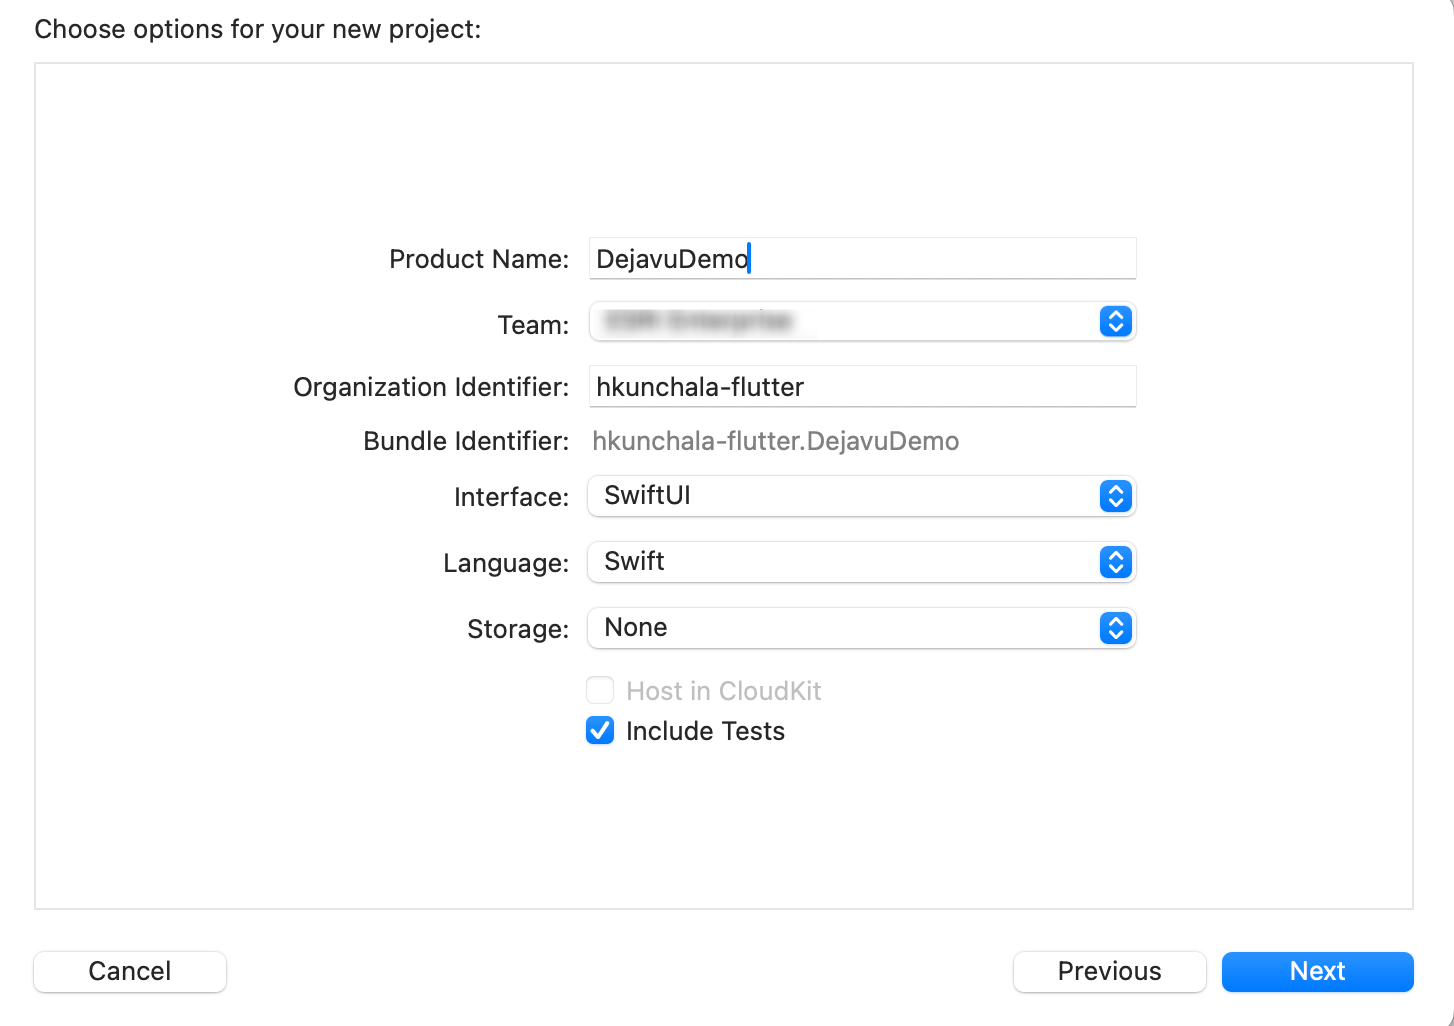 Choose options for your new project:
Product Name: DejavuDemo
Team:
Organization Identifier: hkunchala-flutter
Bundle Identifier: hkunchala-flutter.DejavuDemo
Interface: SwiftUI
Language: Swift
Storage: None
Host in CloudKit
Include Tests
Cancel Previous Next